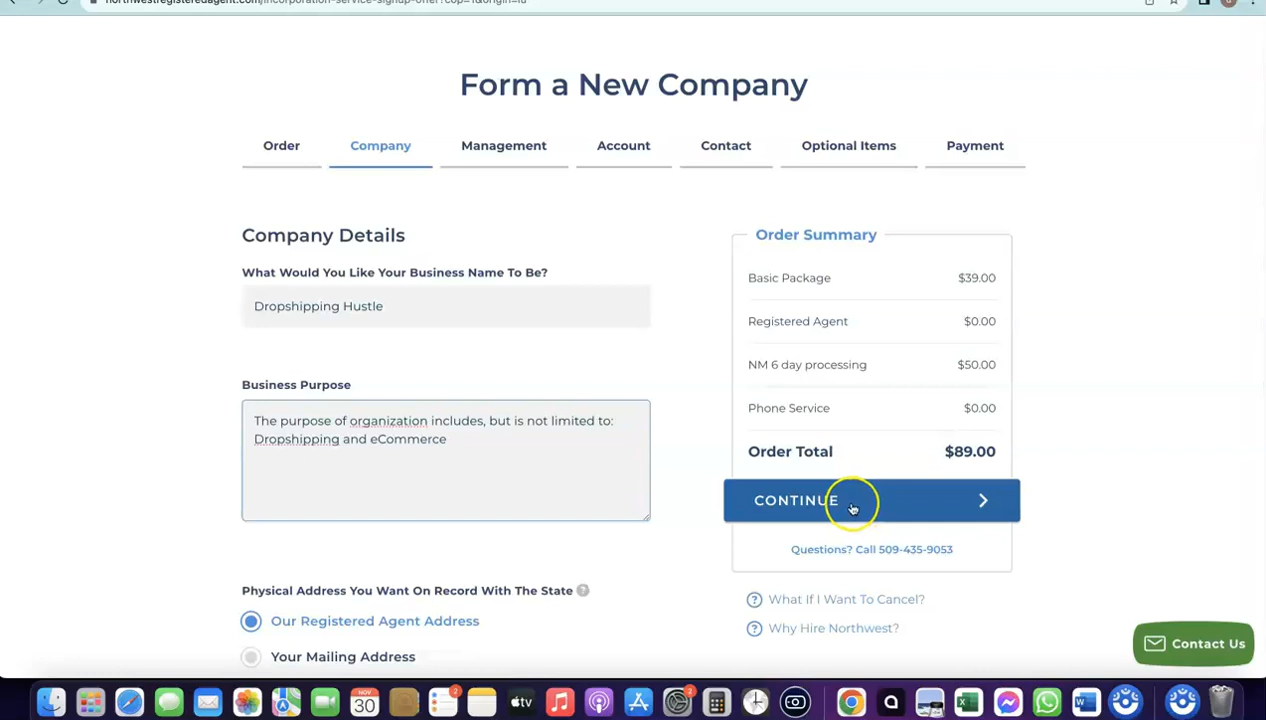 Form a New Company
Order Company Management Account Contact Optional Items Payment
Company Details
What Would You Like Your Business Name To Be?
Dropshipping Hustle
Business Purpose
The purpose of organization includes, but is not limited to:
Dropshipping and eCommerce
Physical Address You Want On Record With The State ?
Our Registered Agent Address
Your Mailing Address
Order Summary
Basic Package $39.00
Registered Agent $0.00
NM 6 day processing $50.00
Phone Service $0.00
Order Total $89.00
CONTINUE
Questions? Call 509-435-9053
? What If I Want To Cancel?
? Why Hire Northwest?
Contact Us
NOV
30
2
tv
2